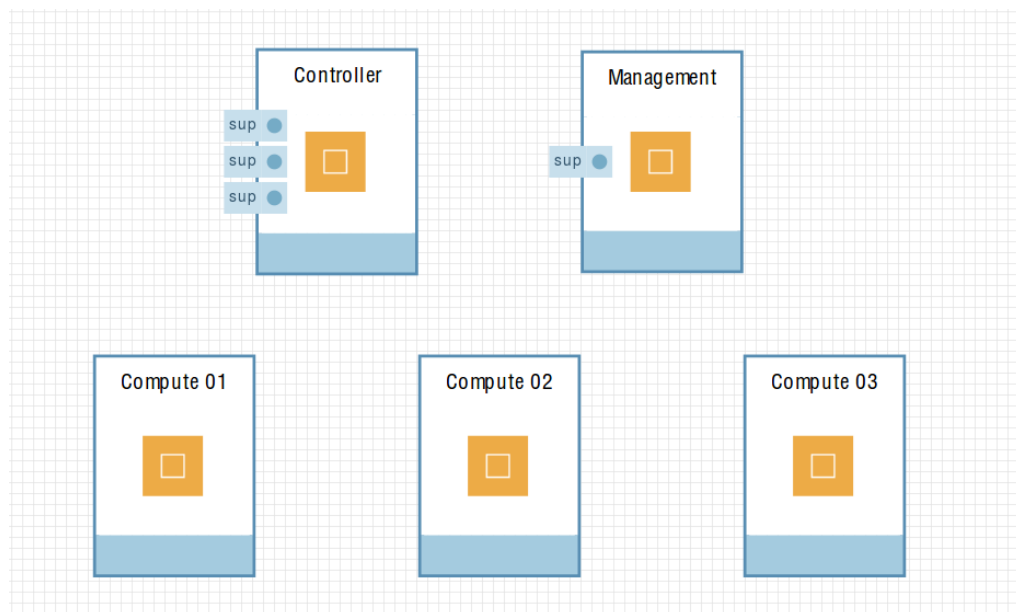 Controller
sup
sup
sup
Management
sup
Compute 01
Compute 02
Compute 03